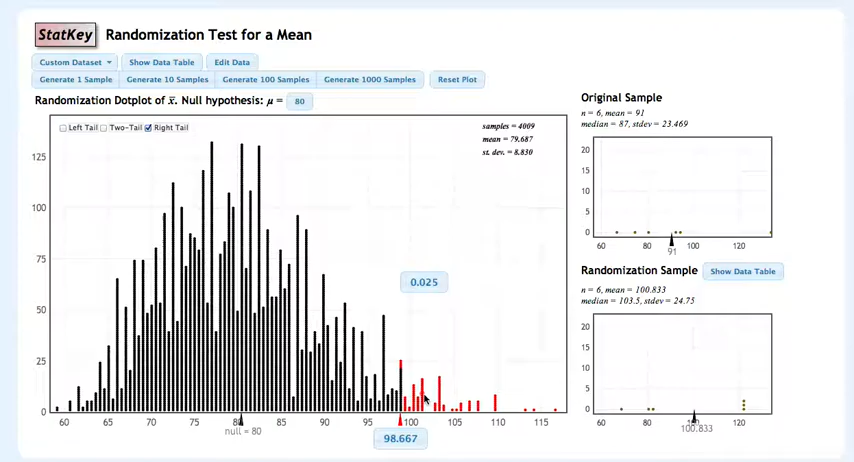 StatKey Randomization Test for a Mean
Custom Dataset Show Data Table Edit Data
Generate 1 Sample Generate 10 Samples Generate 100 Samples Generate 1000 Samples Reset Plot
Randomization Dotplot of x̄. Null hypothesis: μ = 80
Left Tail Two-Tail Right Tail
samples = 4009
mean = 79.687
st. dev. = 8.830
125
100
75
50
25
0
0.025
60 65 70 75 80 85 90 95 100 105 110 115
null = 80
98.667
Original Sample
n = 6, mean = 91
median = 87, stdev = 23.469
20
15
10
5
0
60 80 100 120
91
Randomization Sample Show Data Table
n = 6, mean = 100.833
median = 103.5, stdev = 24.75
20
15
10
5
0
60 80 120
100.833